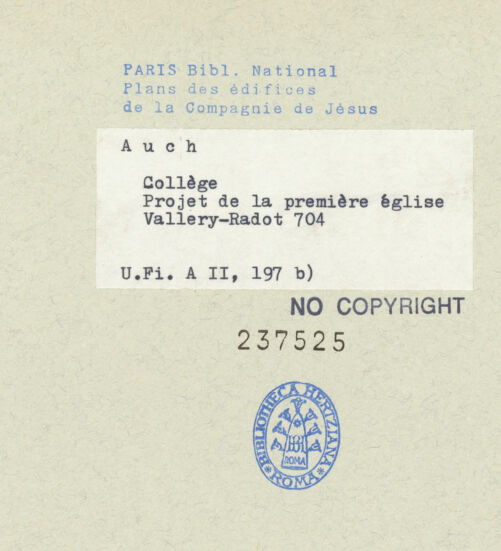 PARIS Bibl. National
Plans des édifices
de la Compagnie de Jésus
Auch
Collège
Projet de la première église
Vallery-Radot 704
U.Fi. A II, 197 b)
NO COPYRIGHT
237525
BIBLIOTHECA HERTZIANA
ROMA
ROMA